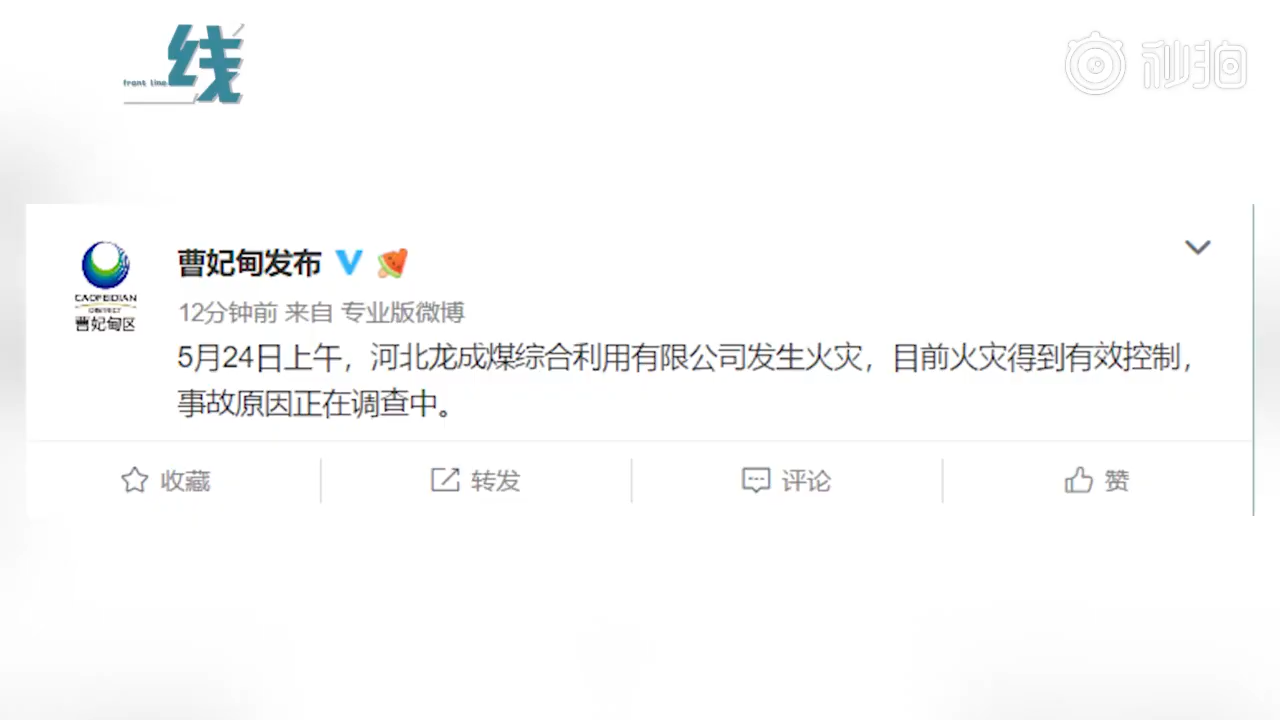 线
front line
秒拍
曹妃甸发布
CAOFEIDIAN
DISTRICT
曹妃甸区
12分钟前 来自 专业版微博
5月24日上午，河北龙成煤综合利用有限公司发生火灾，目前火灾得到有效控制，
事故原因正在调查中。
收藏 转发 评论 赞